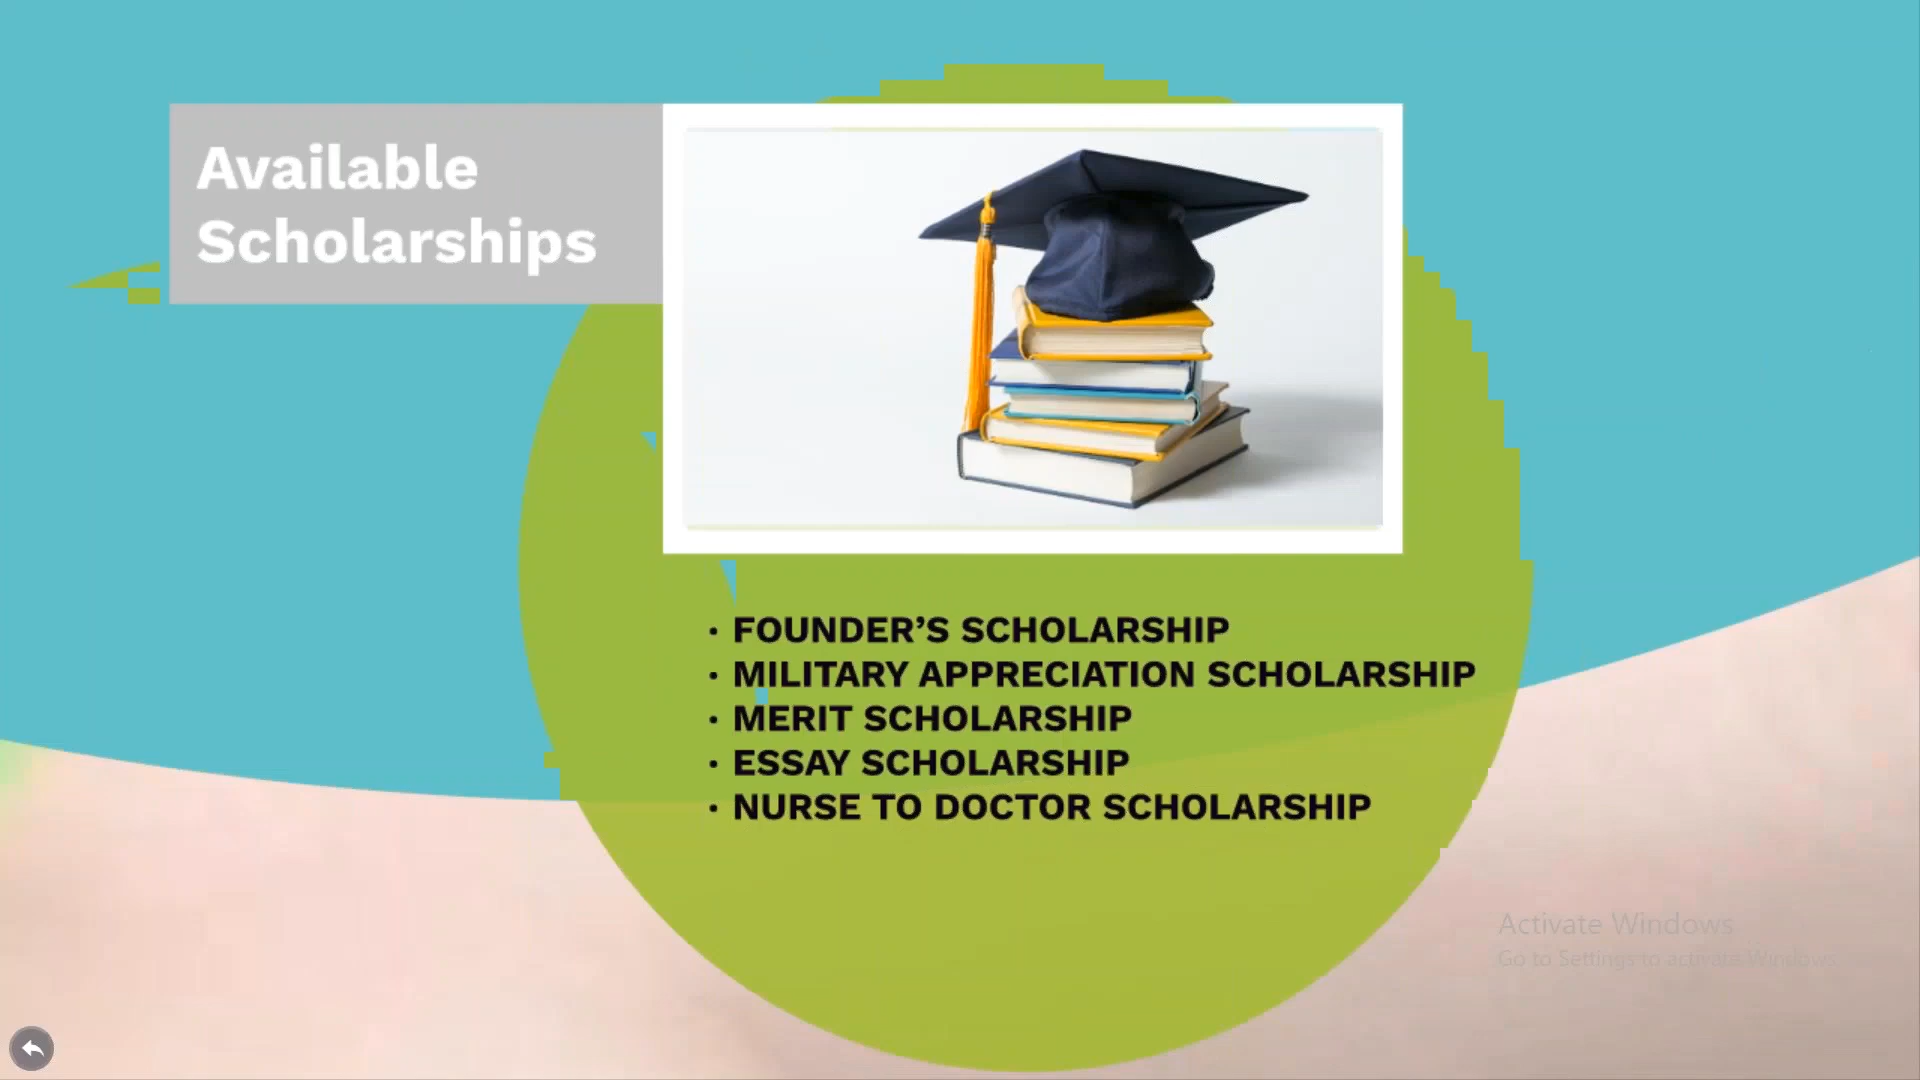 Available
Scholarships
• FOUNDER’S SCHOLARSHIP
• MILITARY APPRECIATION SCHOLARSHIP
• MERIT SCHOLARSHIP
• ESSAY SCHOLARSHIP
• NURSE TO DOCTOR SCHOLARSHIP
Activate Windows
Go to Settings to activate Windows.